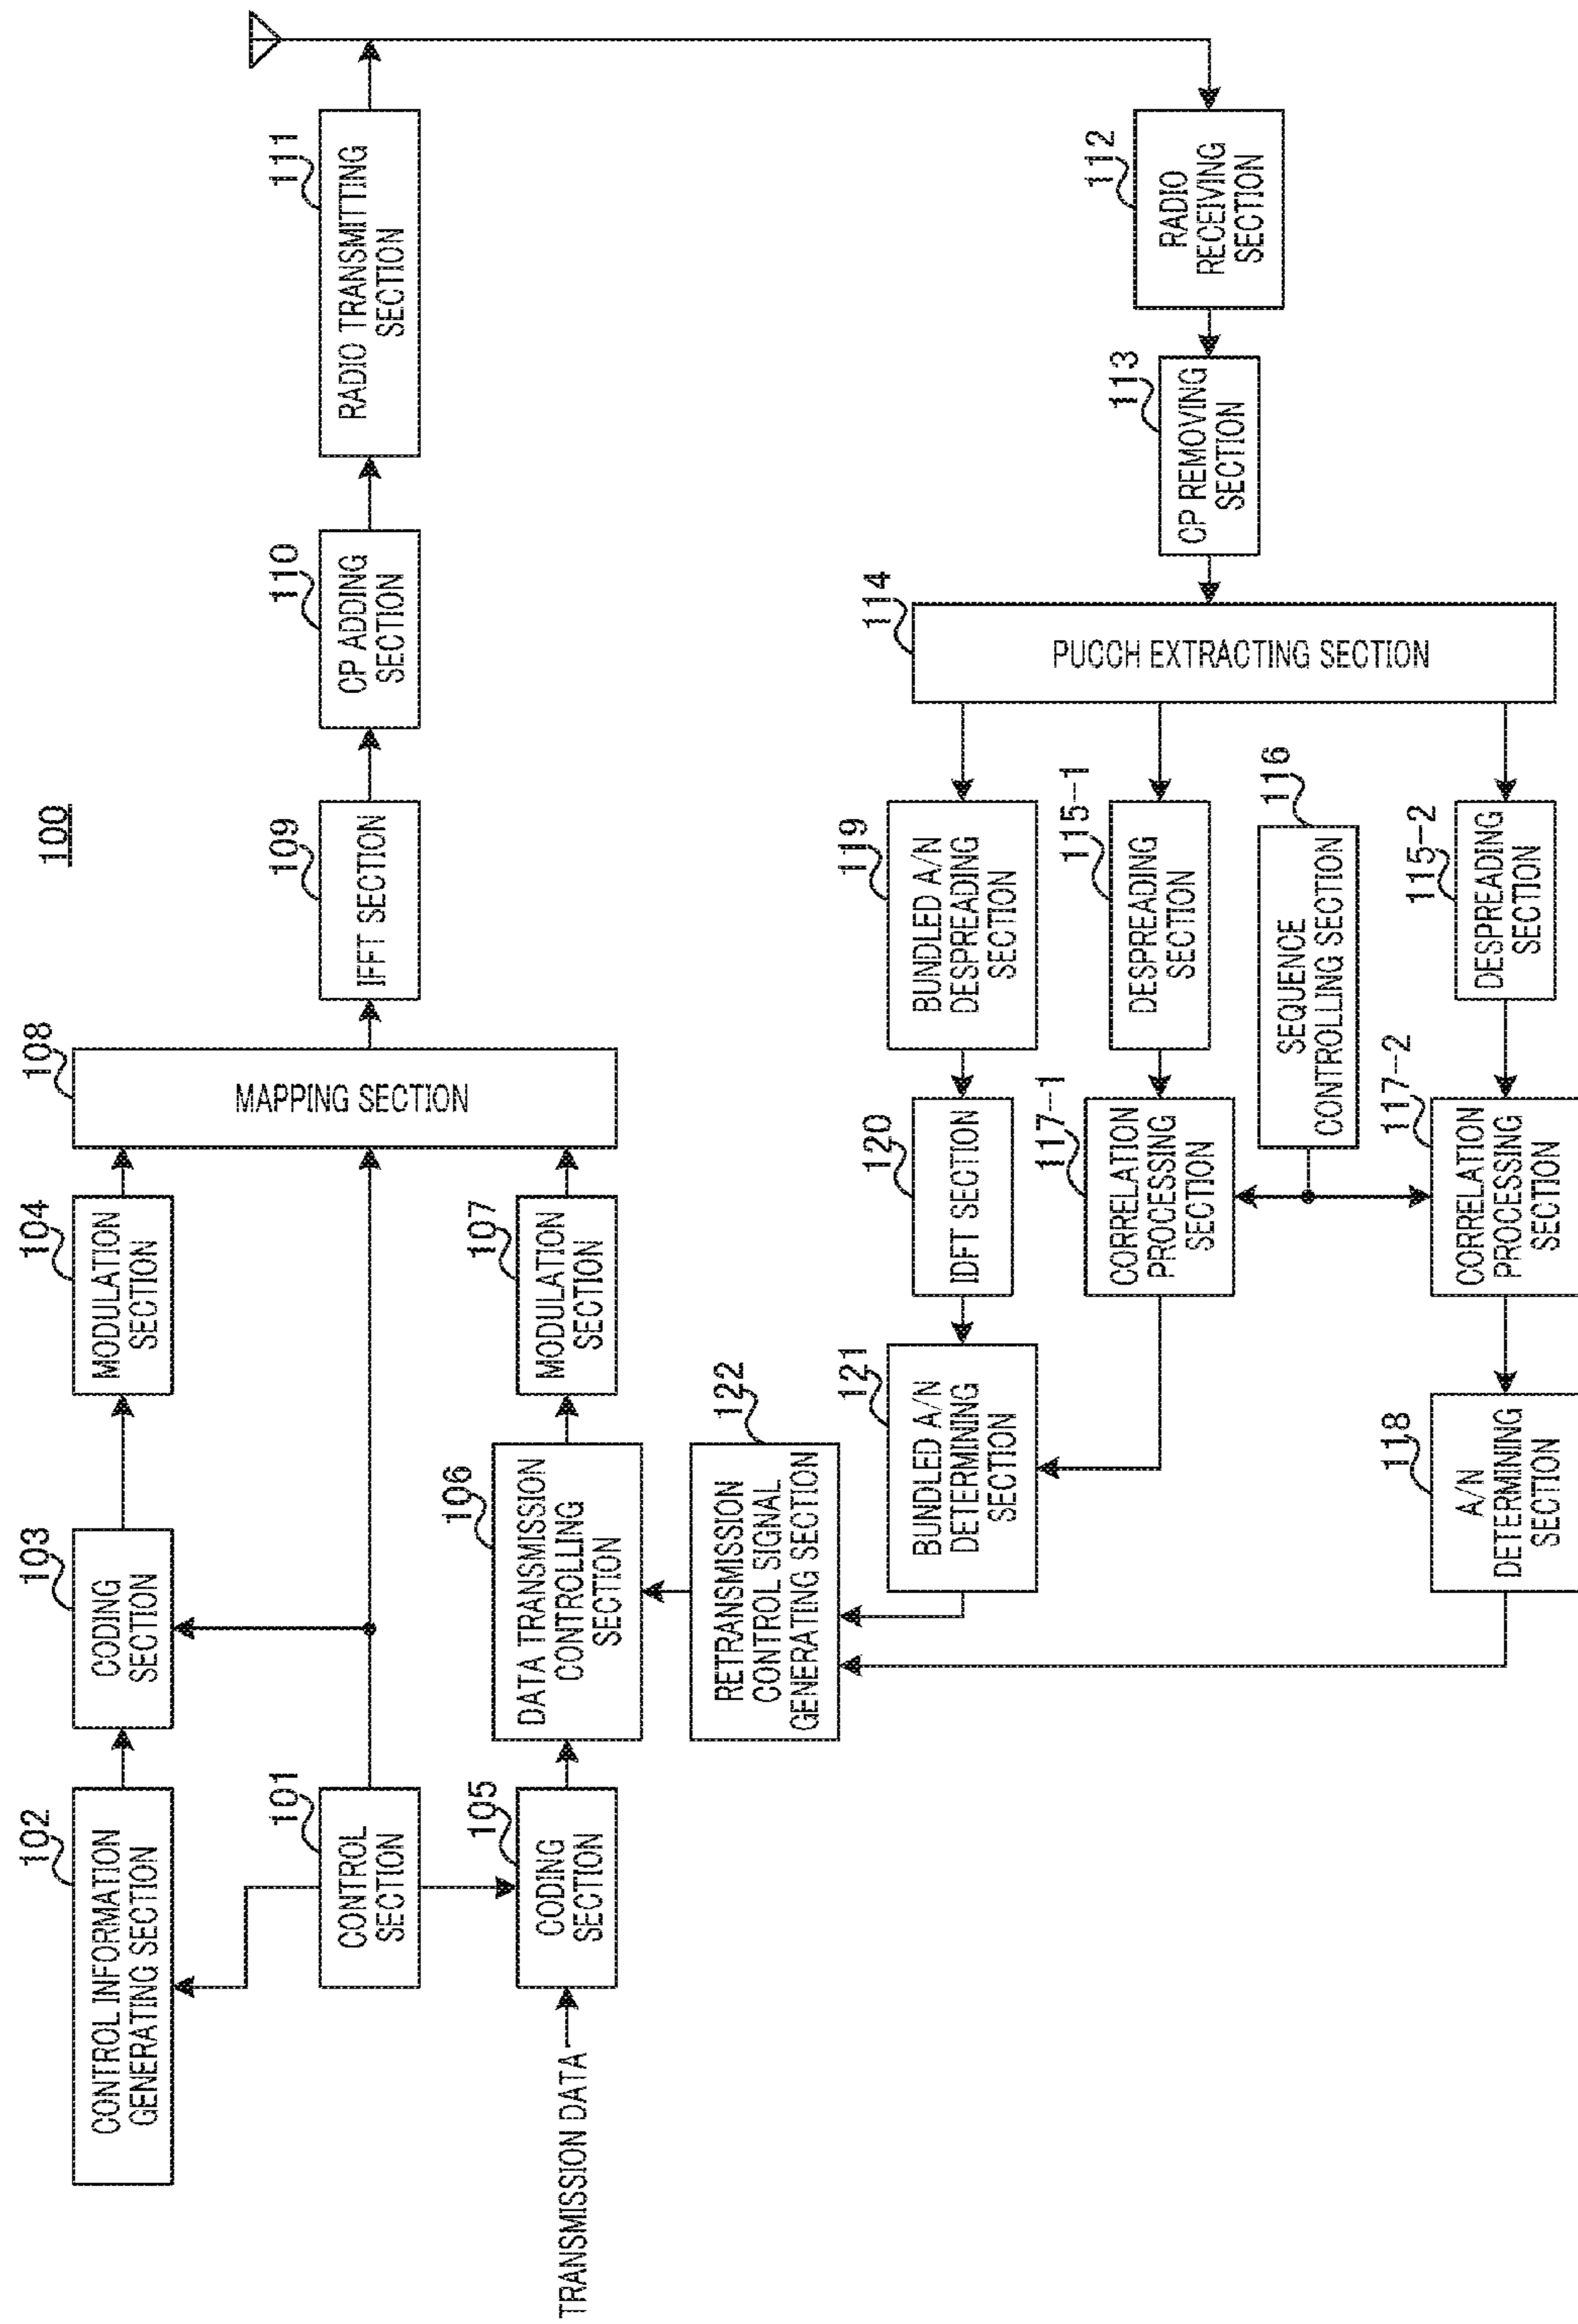 100
102
CONTROL INFORMATION
GENERATING SECTION
103
CODING
SECTION
104
MODULATION
SECTION
108
MAPPING SECTION
109
IFFT SECTION
110
CP ADDING
SECTION
111
RADIO TRANSMITTING
SECTION
101
CONTROL
SECTION
TRANSMISSION DATA
105
CODING
SECTION
106
DATA TRANSMISSION
CONTROLLING
SECTION
107
MODULATION
SECTION
122
RETRANSMISSION
CONTROL SIGNAL
GENERATING SECTION
121
BUNDLED A/N
DETERMINING
SECTION
120
IDFT SECTION
119
BUNDLED A/N
DESPREADING
SECTION
114
PUCCH EXTRACTING SECTION
113
CP REMOVING
SECTION
112
RADIO
RECEIVING
SECTION
117-1
CORRELATION
PROCESSING
SECTION
115-1
DESPREADING
SECTION
116
SEQUENCE
CONTROLLING SECTION
118
A/N
DETERMINING
SECTION
117-2
CORRELATION
PROCESSING
SECTION
115-2
DESPREADING
SECTION